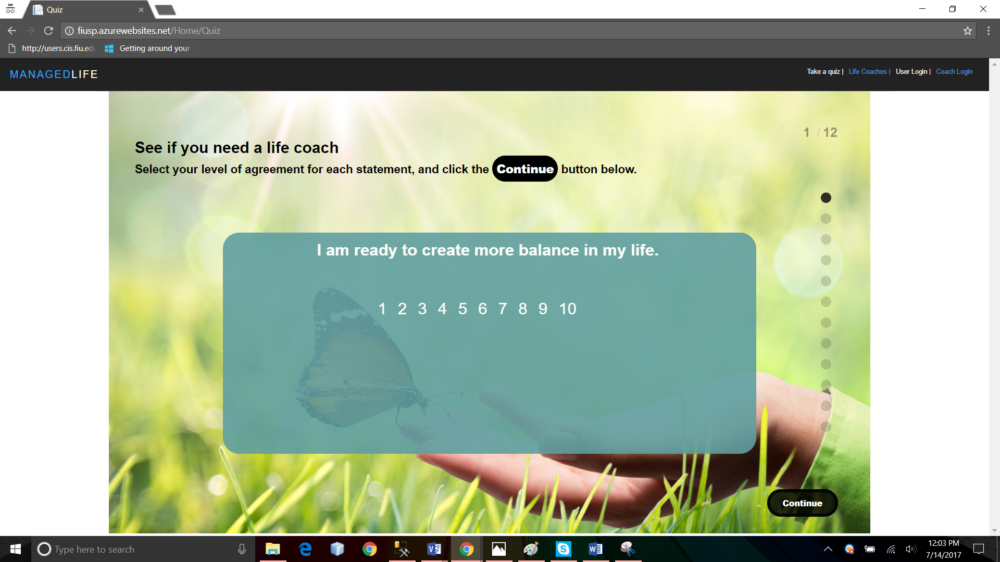 Quiz
fiusp.azurewebsites.net/Home/Quiz
http://users.cis.fiu.ed Getting around your
MANAGEDLIFE
Take a quiz | Life Coaches | User Login | Coach Login
1 / 12
See if you need a life coach
Select your level of agreement for each statement, and click the Continue button below.
I am ready to create more balance in my life.
1 2 3 4 5 6 7 8 9 10
Continue
Type here to search
12:03 PM
7/14/2017